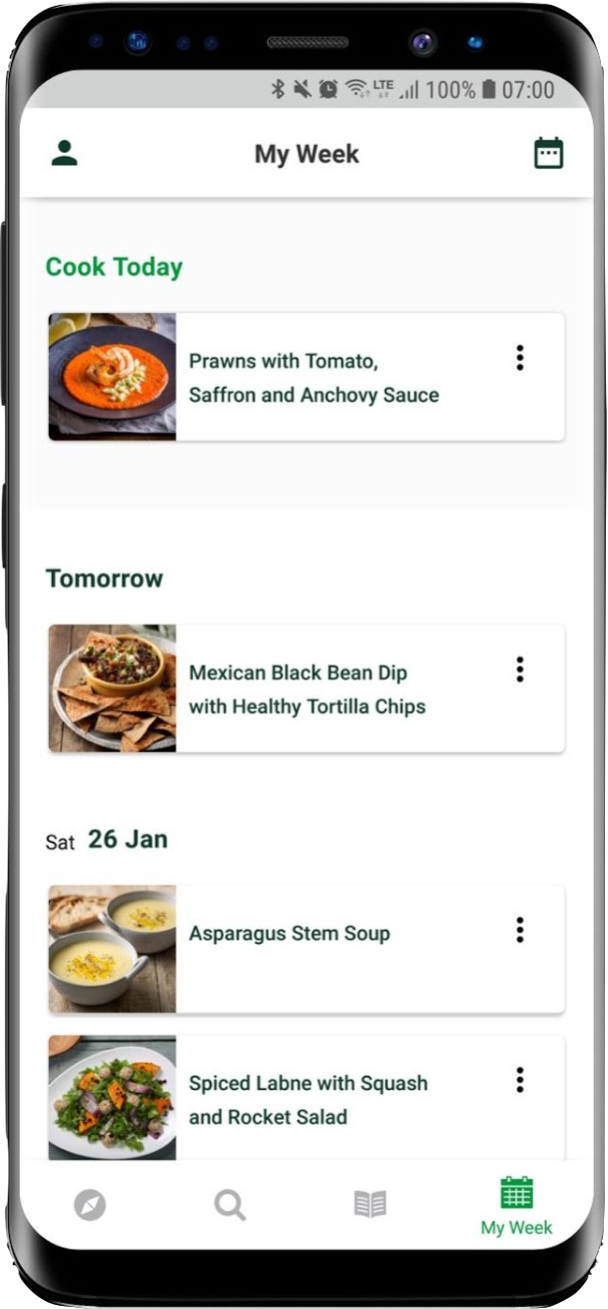 LTE 100% 07:00
My Week
Cook Today
Prawns with Tomato,
Saffron and Anchovy Sauce
Tomorrow
Mexican Black Bean Dip
with Healthy Tortilla Chips
Sat 26 Jan
Asparagus Stem Soup
Spiced Labne with Squash
and Rocket Salad
My Week